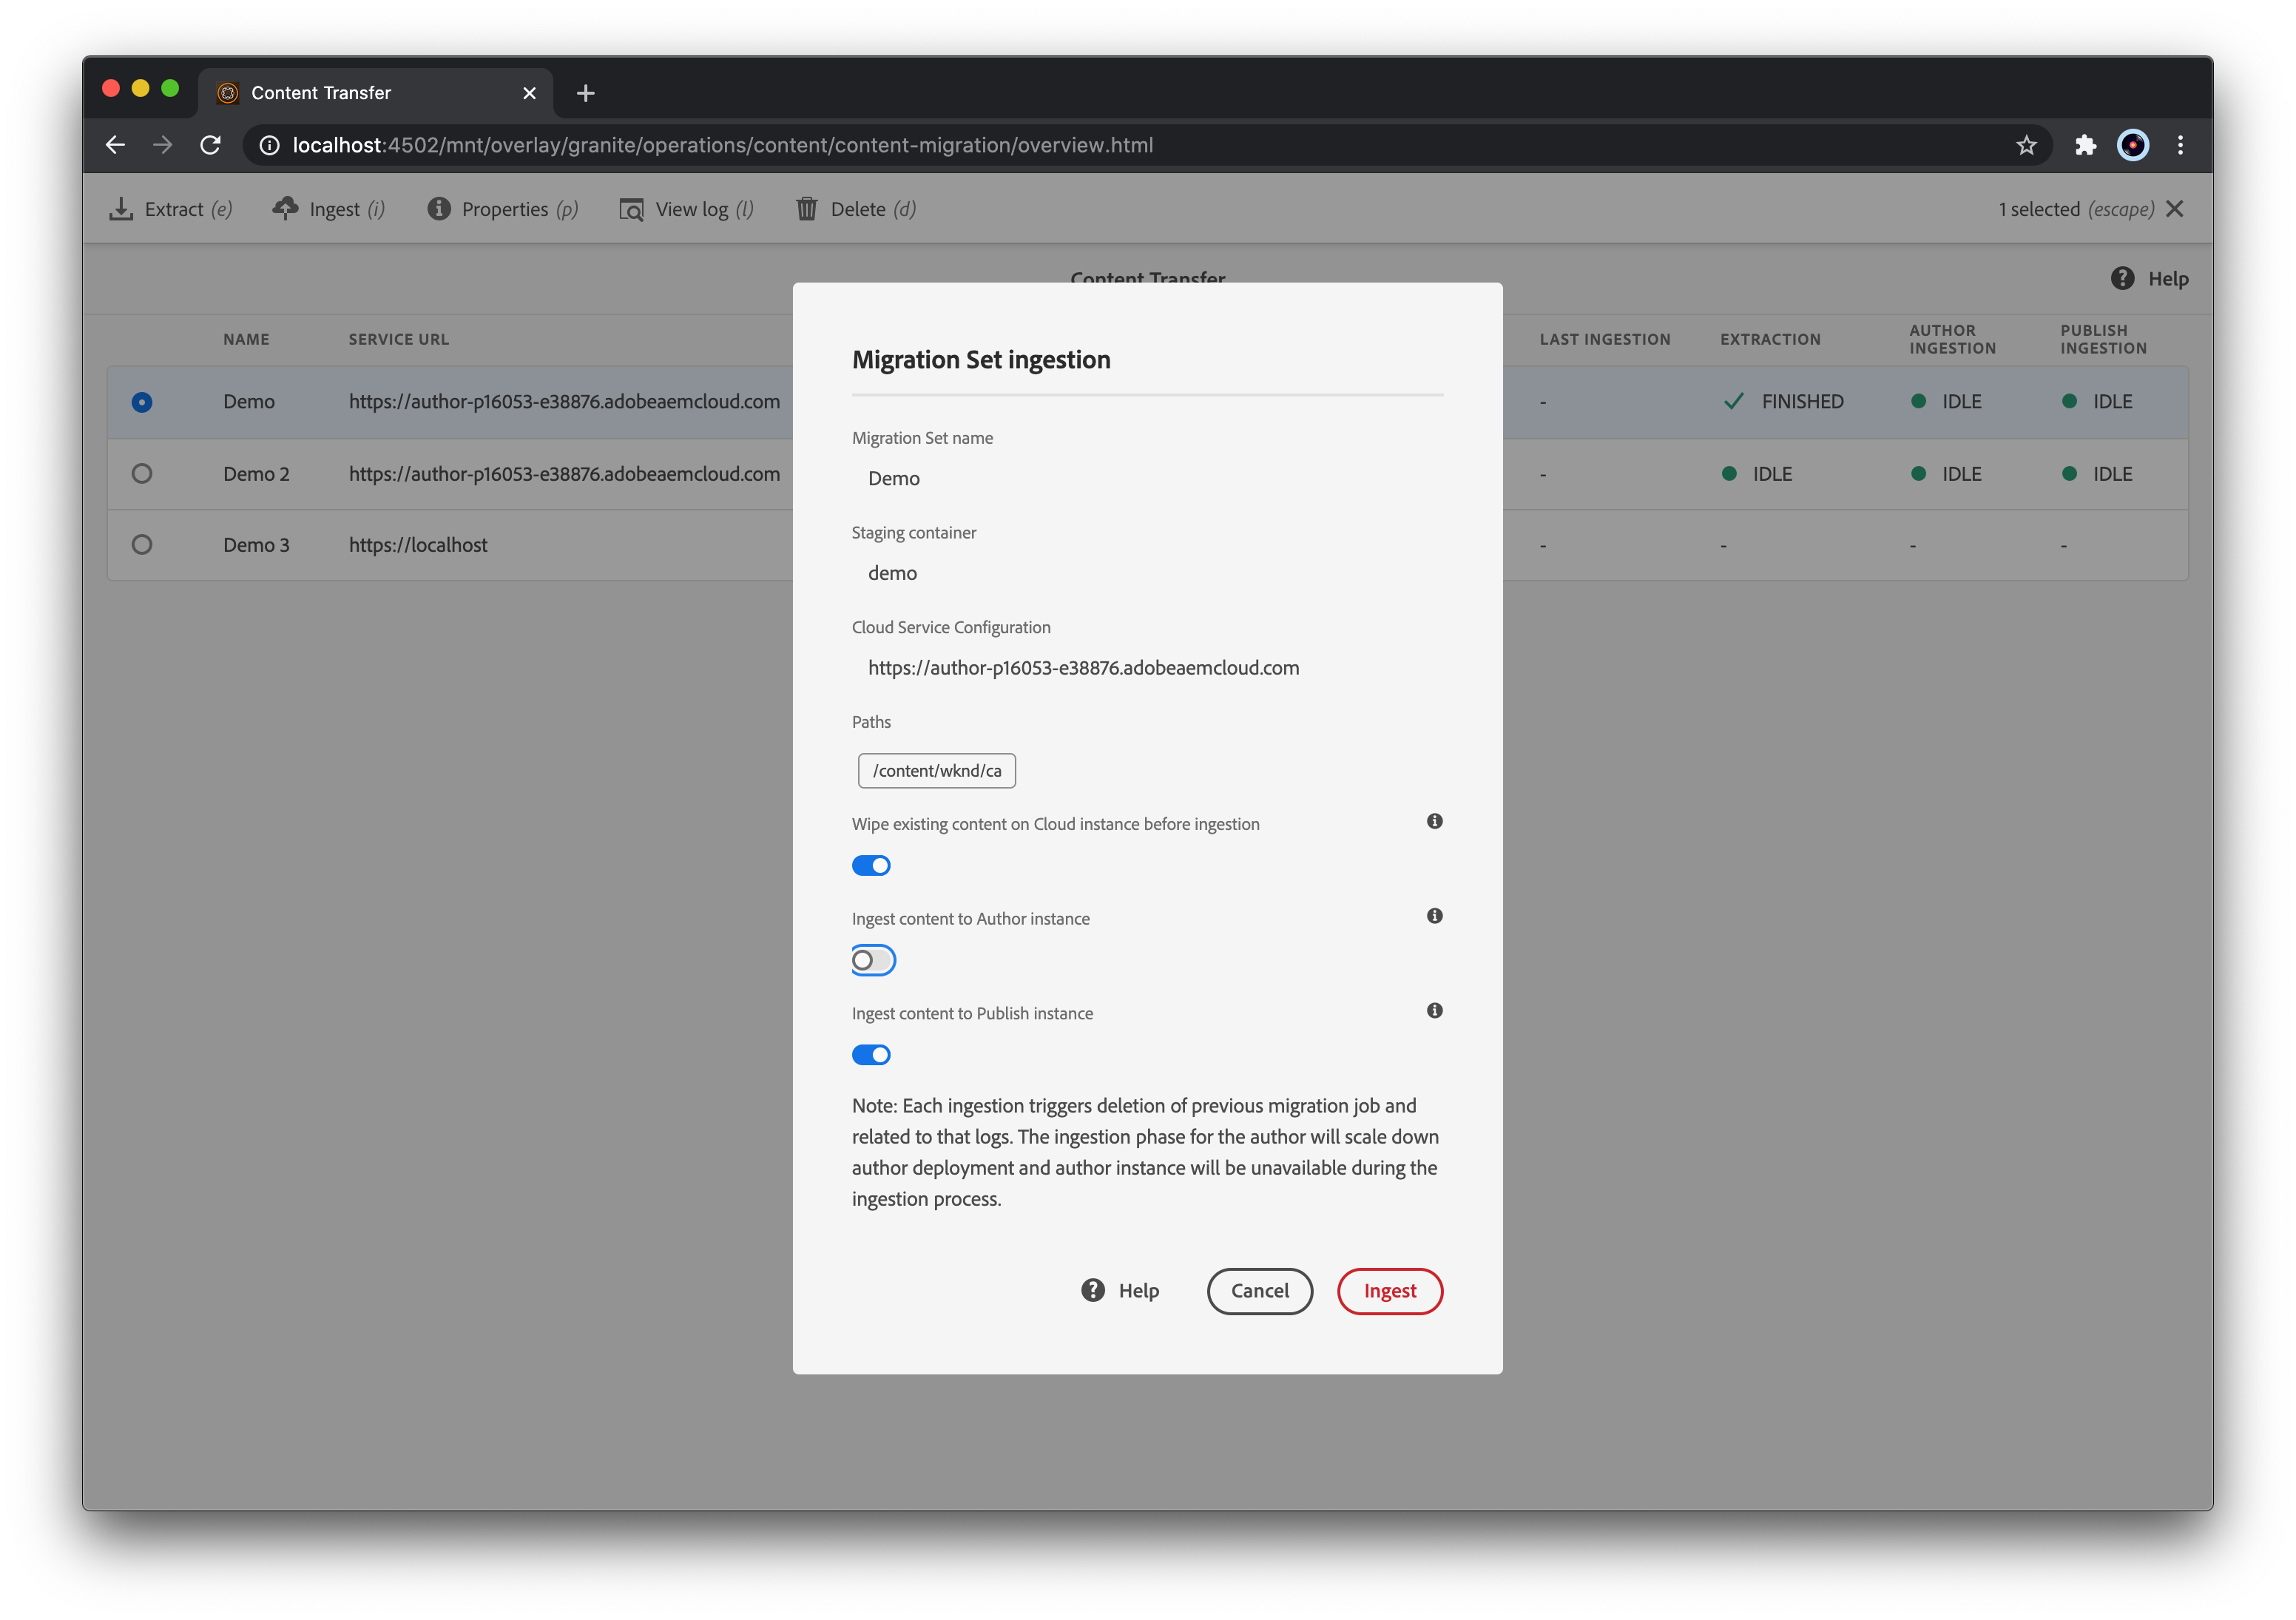 Content Transfer
localhost:4502/mnt/overlay/granite/operations/content/content-migration/overview.html
Extract (e) Ingest (i) Properties (p) View log (l) Delete (d) 1 selected (escape)
Content Transfer Help
NAME SERVICE URL LAST INGESTION EXTRACTION AUTHOR INGESTION PUBLISH INGESTION
Demo https://author-p16053-e38876.adobeaemcloud.com - FINISHED IDLE IDLE
Demo 2 https://author-p16053-e38876.adobeaemcloud.com - IDLE IDLE IDLE
Demo 3 https://localhost - - - -
Migration Set ingestion
Migration Set name
Demo
Staging container
demo
Cloud Service Configuration
https://author-p16053-e38876.adobeaemcloud.com
Paths
/content/wknd/ca
Wipe existing content on Cloud instance before ingestion
Ingest content to Author instance
Ingest content to Publish instance
Note: Each ingestion triggers deletion of previous migration job and
related to that logs. The ingestion phase for the author will scale down
author deployment and author instance will be unavailable during the
ingestion process.
Help Cancel Ingest